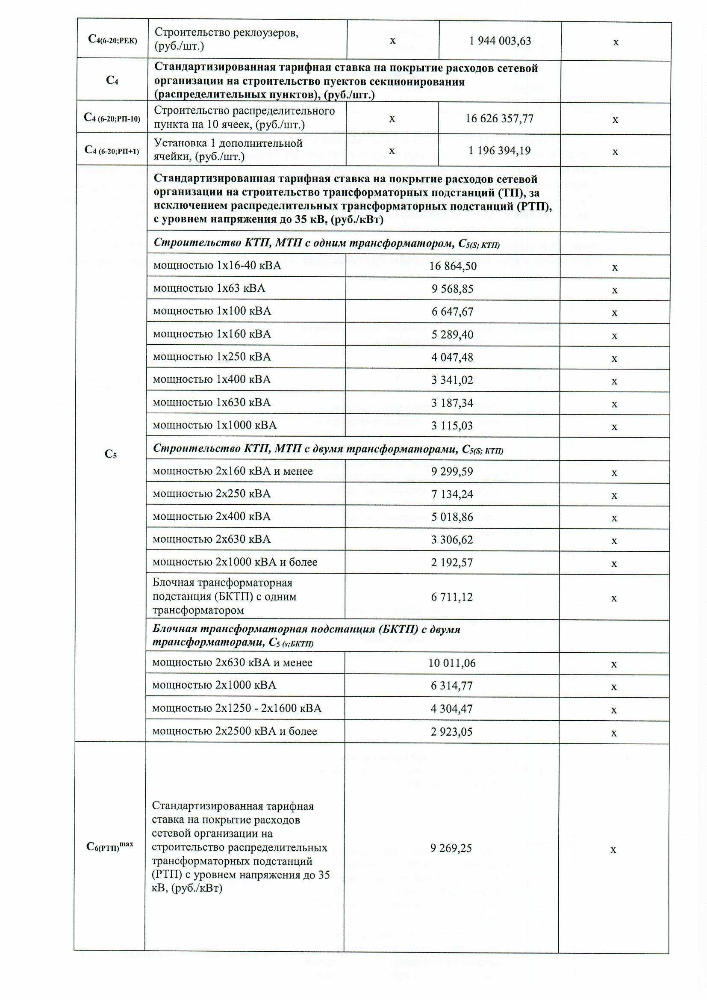 С4(6-20;РЕК)
Строительство реклоузеров,
(руб./шт.)
х
1 944 003,63
х
С4
Стандартизированная тарифная ставка на покрытие расходов сетевой
организации на строительство пуектов секционирования
(распределительных пунктов), (руб./шт.)
С4 (6-20;РП-10)
Строительство распределительного
пункта на 10 ячеек, (руб./шт.)
х
16 626 357,77
х
С4 (6-20;РП+1)
Установка 1 дополнительной
ячейки, (руб./шт.)
х
1 196 394,19
х
С5
Стандартизированная тарифная ставка на покрытие расходов сетевой
организации на строительство трансформаторных подстанций (ТП), за
исключением распределительных трансформаторных подстанций (РТП),
с уровнем напряжения до 35 кВ, (руб./кВт)
Строительство КТП, МТП с одним трансформатором, С5(S; КТП)
мощностью 1х16-40 кВА
16 864,50
х
мощностью 1х63 кВА
9 568,85
х
мощностью 1х100 кВА
6 647,67
х
мощностью 1х160 кВА
5 289,40
х
мощностью 1х250 кВА
4 047,48
х
мощностью 1х400 кВА
3 341,02
х
мощностью 1х630 кВА
3 187,34
х
мощностью 1х1000 кВА
3 115,03
х
Строительство КТП, МТП с двумя трансформаторами, С5(S; КТП)
мощностью 2х160 кВА и менее
9 299,59
х
мощностью 2х250 кВА
7 134,24
х
мощностью 2х400 кВА
5 018,86
х
мощностью 2х630 кВА
3 306,62
х
мощностью 2х1000 кВА и более
2 192,57
х
Блочная трансформаторная
подстанция (БКТП) с одним
трансформатором
6 711,12
х
Блочная трансформаторная подстанция (БКТП) с двумя
трансформаторами, С5 (s;БКТП)
мощностью 2х630 кВА и менее
10 011,06
х
мощностью 2х1000 кВА
6 314,77
х
мощностью 2х1250 - 2х1600 кВА
4 304,47
х
мощностью 2х2500 кВА и более
2 923,05
х
С6(РТП)max
Стандартизированная тарифная
ставка на покрытие расходов
сетевой организации на
строительство распределительных
трансформаторных подстанций
(РТП) с уровнем напряжения до 35
кВ, (руб./кВт)
9 269,25
х